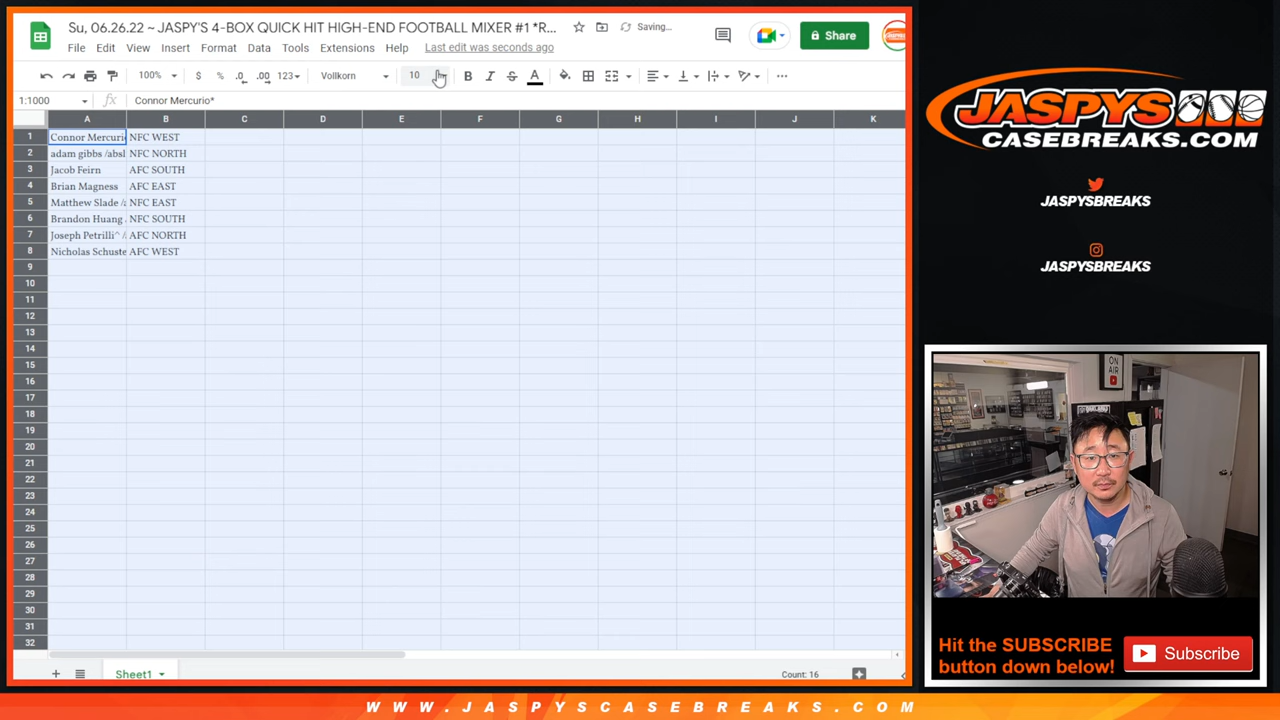 Su, 06.26.22 ~ JASPY'S 4-BOX QUICK HIT HIGH-END FOOTBALL MIXER #1 *R...
Saving...
Share
File Edit View Insert Format Data Tools Extensions Help Last edit was seconds ago
100% $ % .0 .00 123 Vollkorn 10 B I S A
1:1000 fx Connor Mercurio*
A B C D E F G H I J K
1 Connor Mercuri NFC WEST
2 adam gibbs /absl NFC NORTH
3 Jacob Feirn AFC SOUTH
4 Brian Magness AFC EAST
5 Matthew Slade / NFC EAST
6 Brandon Huang NFC SOUTH
7 Joseph Petrilli^ / AFC NORTH
8 Nicholas Schuste AFC WEST
9
10
11
12
13
14
15
16
17
18
19
20
21
22
23
24
25
26
27
28
29
30
31
32
Sheet1
Count: 16
JASPYS
CASEBREAKS.COM
JASPYSBREAKS
JASPYSBREAKS
ON
AIR
Hit the SUBSCRIBE
button down below!
Subscribe
WWW.JASPYSCASEBREAKS.COM